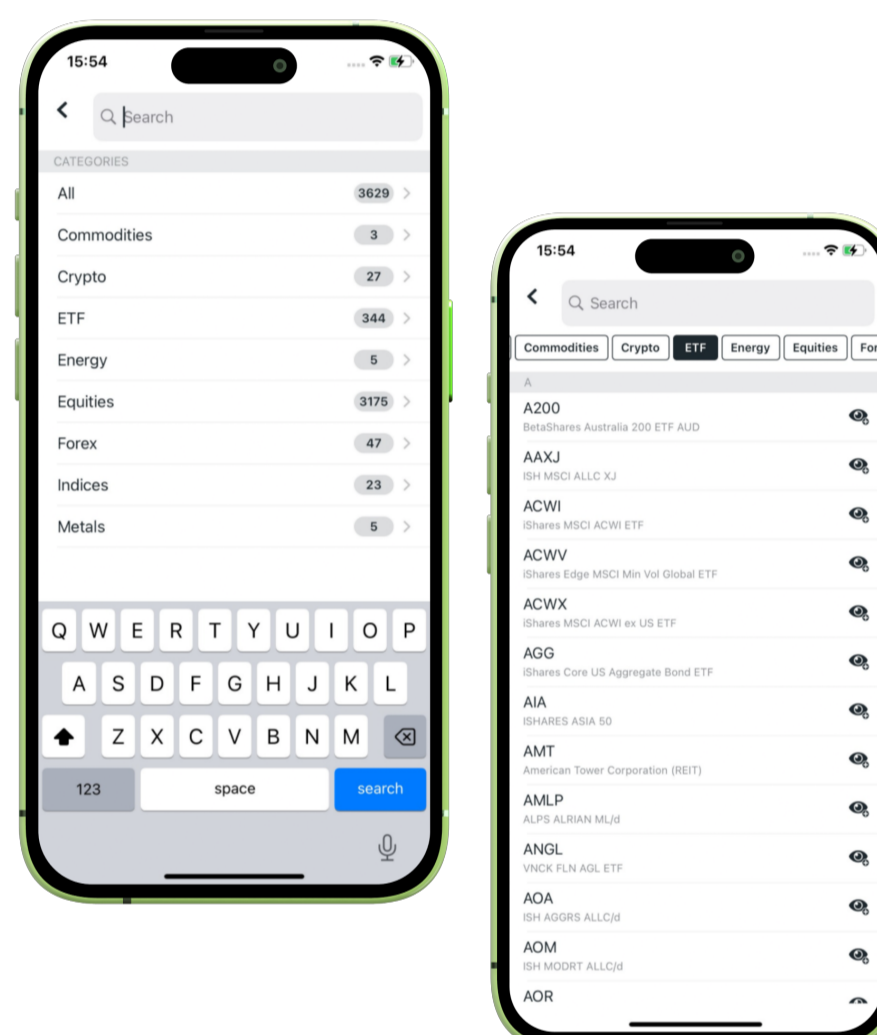 15:54
Search
CATEGORIES
All 3629
Commodities 3
Crypto 27
ETF 344
Energy 5
Equities 3175
Forex 47
Indices 23
Metals 5
Q W E R T Y U I O P
A S D F G H J K L
Z X C V B N M
123 space search
15:54
Search
Commodities Crypto ETF Energy Equities For
A
A200
BetaShares Australia 200 ETF AUD
AAXJ
ISH MSCI ALLC XJ
ACWI
iShares MSCI ACWI ETF
ACWV
iShares Edge MSCI Min Vol Global ETF
ACWX
iShares MSCI ACWI ex US ETF
AGG
iShares Core US Aggregate Bond ETF
AIA
ISHARES ASIA 50
AMT
American Tower Corporation (REIT)
AMLP
ALPS ALRIAN ML/d
ANGL
VNCK FLN AGL ETF
AOA
ISH AGGRS ALLC/d
AOM
ISH MODRT ALLC/d
AOR